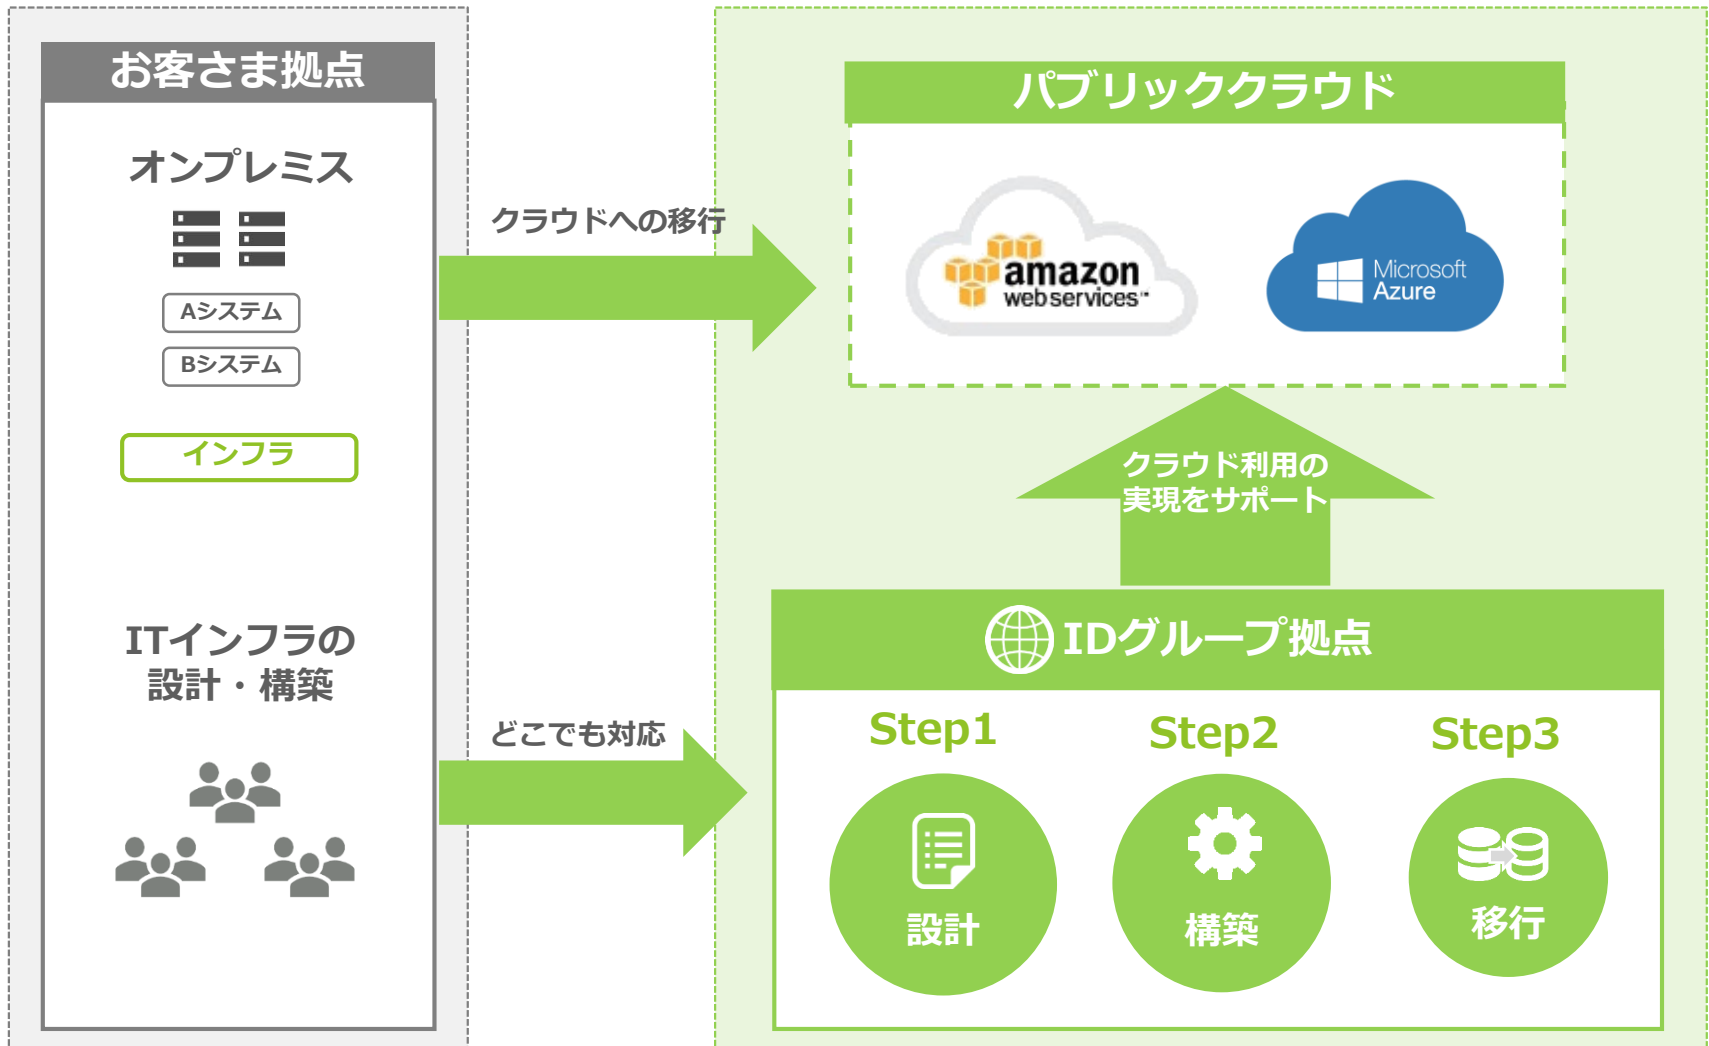 お客さま拠点
オンプレミス
Aシステム
Bシステム
インフラ
ITインフラの
設計・構築
クラウドへの移行
どこでも対応
パブリッククラウド
amazon
webservices™
Microsoft
Azure
クラウド利用の
実現をサポート
IDグループ拠点
Step1
設計
Step2
構築
Step3
移行